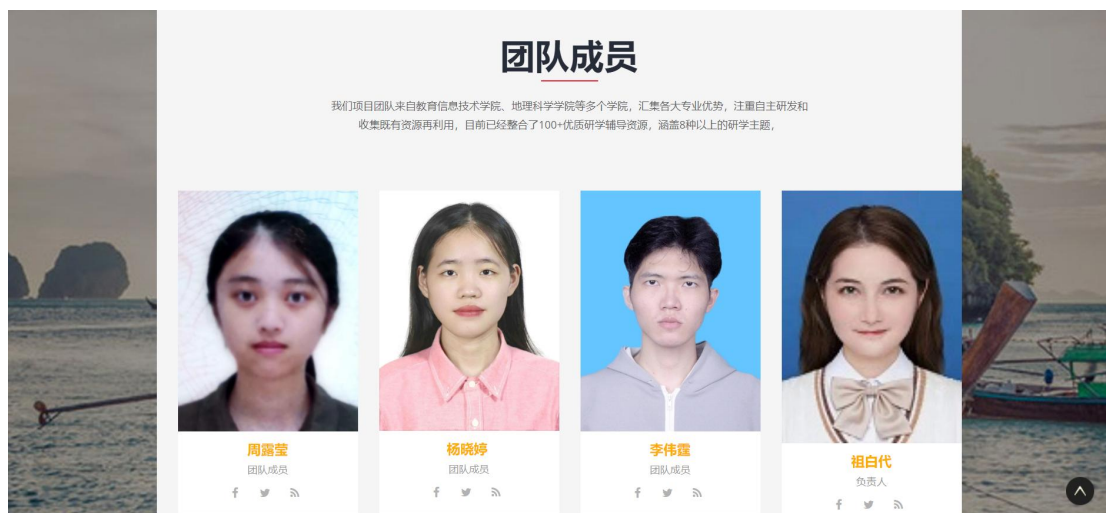 团队成员
我们项目团队来自教育信息技术学院、地理科学学院等多个学院，汇集各大专业优势，注重自主研发和
收集既有资源再利用，目前已经整合了100+优质研学辅导资源，涵盖8种以上的研学主题，
周露莹
团队成员
杨晓婷
团队成员
李伟霆
团队成员
祖白代
负责人